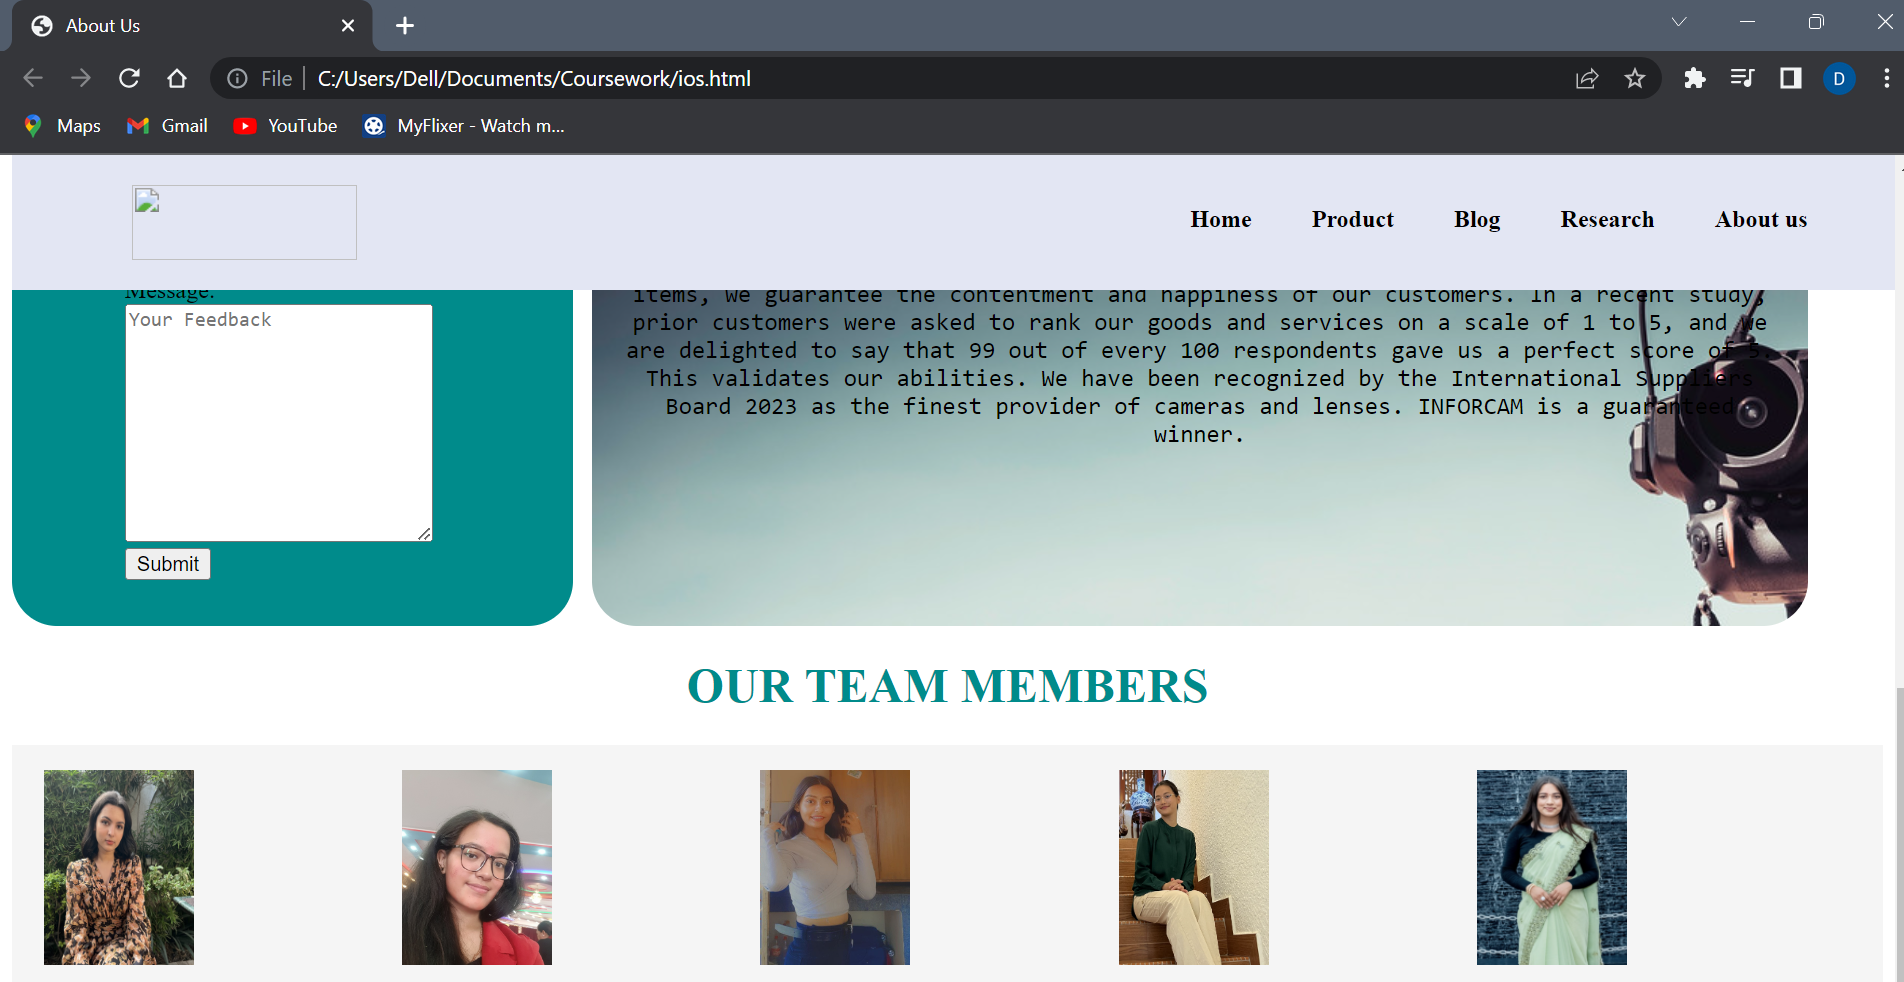 About Us
File
C:/Users/Dell/Documents/Coursework/ios.html
D
Maps
Gmail
YouTube
MyFlixer - Watch m...
Home
Product
Blog
Research
About us
Message:
Your Feedback
Submit
items, we guarantee the contentment and happiness of our customers. In a recent study,
prior customers were asked to rank our goods and services on a scale of 1 to 5, and we
are delighted to say that 99 out of every 100 respondents gave us a perfect score of 5.
This validates our abilities. We have been recognized by the International Suppliers
Board 2023 as the finest provider of cameras and lenses. INFORCAM is a guaranteed
winner.
OUR TEAM MEMBERS